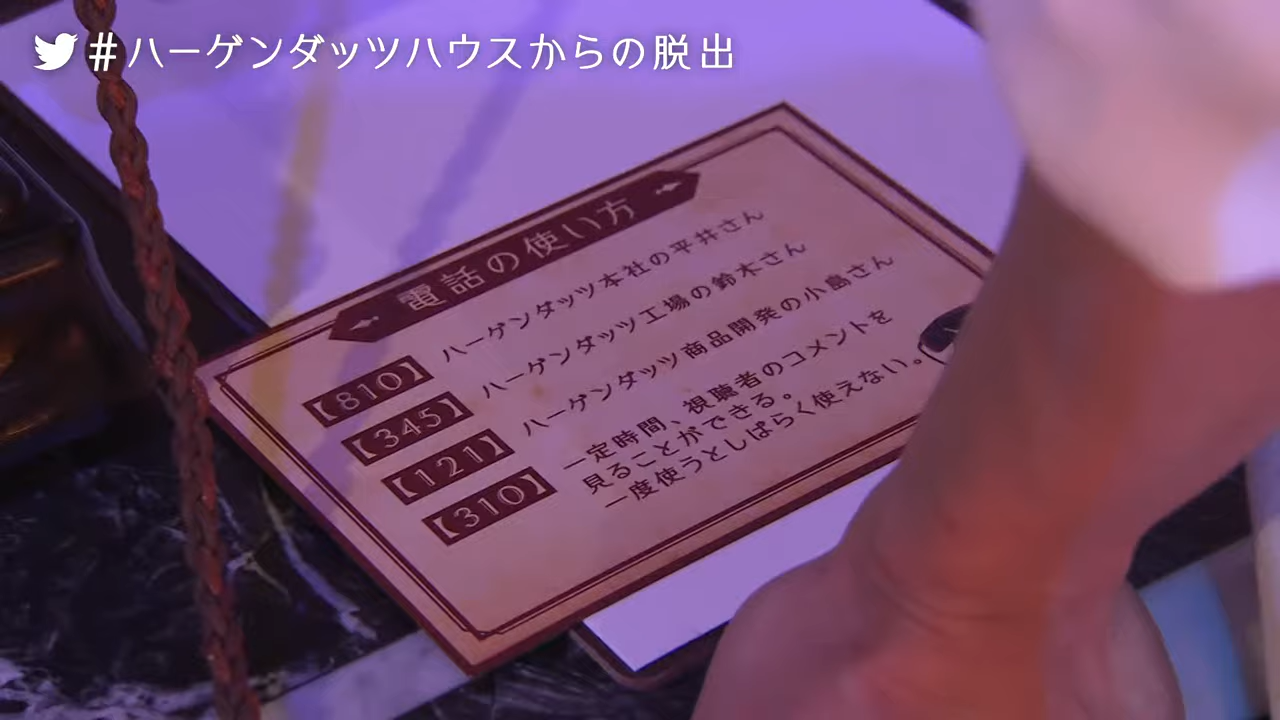 #ハーゲンダッツハウスからの脱出
電話の使い方
【810】 ハーゲンダッツ本社の平井さん
【345】 ハーゲンダッツ工場の鈴木さん
【121】 ハーゲンダッツ商品開発の小島さん
【310】 一定時間、視聴者のコメントを
見ることができる。
一度使うとしばらく使えない。